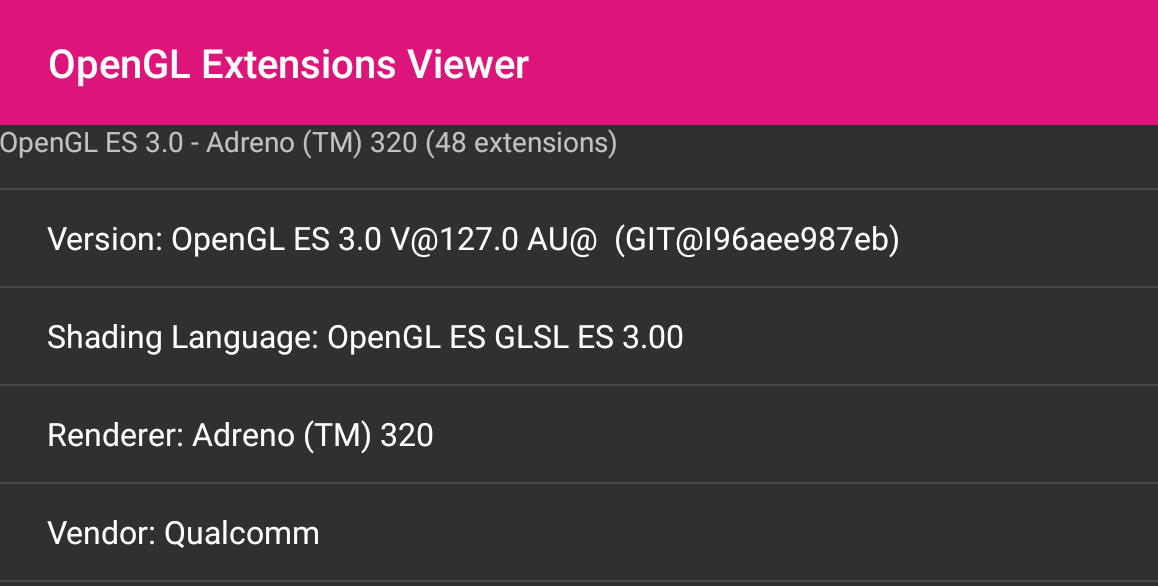 OpenGL Extensions Viewer
OpenGL ES 3.0 - Adreno (TM) 320 (48 extensions)
Version: OpenGL ES 3.0 V@127.0 AU@  (GIT@I96aee987eb)
Shading Language: OpenGL ES GLSL ES 3.00
Renderer: Adreno (TM) 320
Vendor: Qualcomm